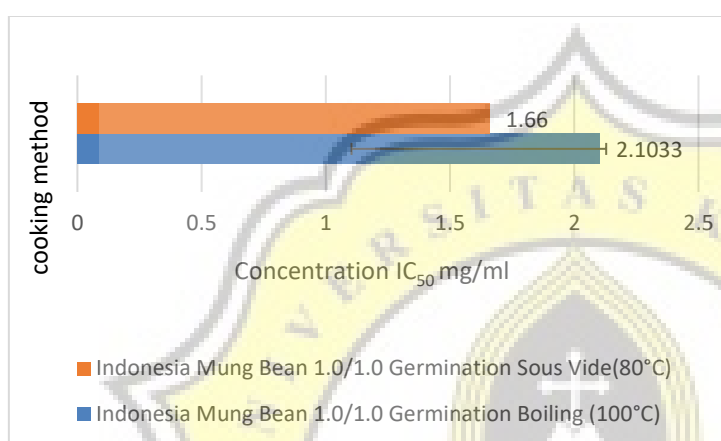 cooking method
1.66
2.1033
0 0.5 1 1.5 2 2.5
Concentration IC₅₀ mg/ml
Indonesia Mung Bean 1.0/1.0 Germination Sous Vide(80°C)
Indonesia Mung Bean 1.0/1.0 Germination Boiling (100°C)